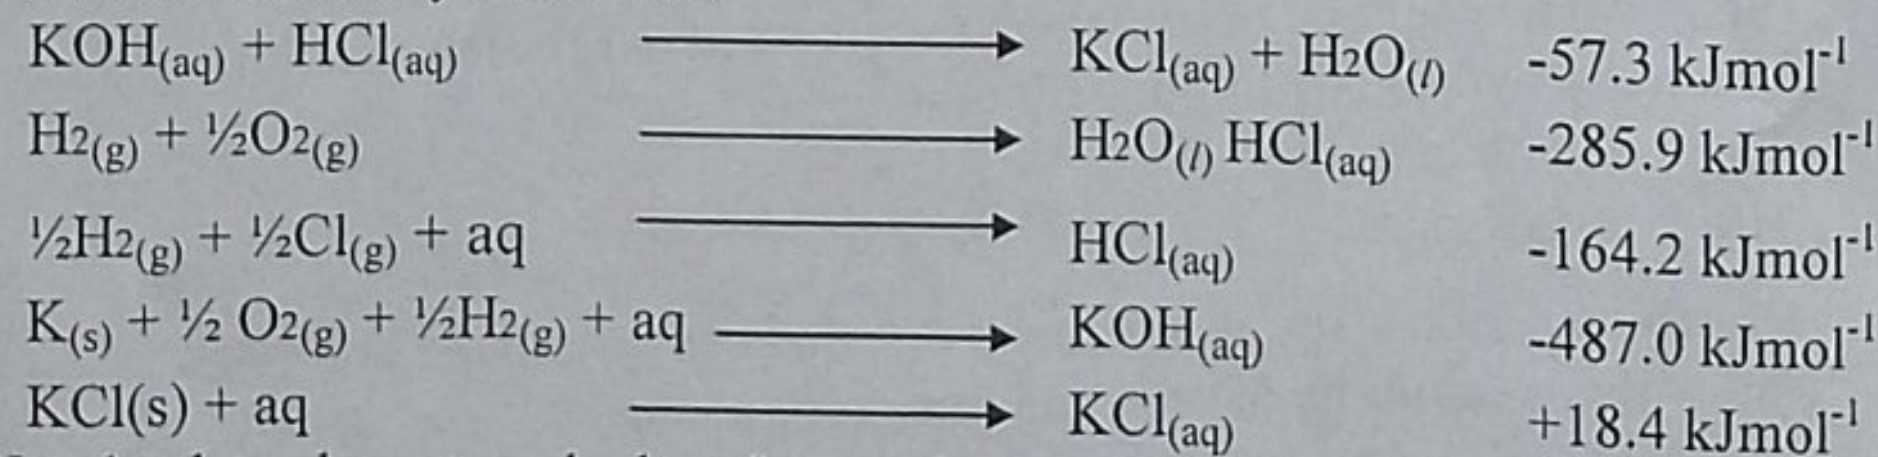 KOH(aq) + HCl(aq) ⟶ KCl(aq) + H2O(l) -57.3 kJmol⁻¹
H2(g) + ½O2(g) ⟶ H2O(l) HCl(aq) -285.9 kJmol⁻¹
½H2(g) + ½Cl(g) + aq ⟶ HCl(aq) -164.2 kJmol⁻¹
K(s) + ½ O2(g) + ½H2(g) + aq ⟶ KOH(aq) -487.0 kJmol⁻¹
KCl(s) + aq ⟶ KCl(aq) +18.4 kJmol⁻¹